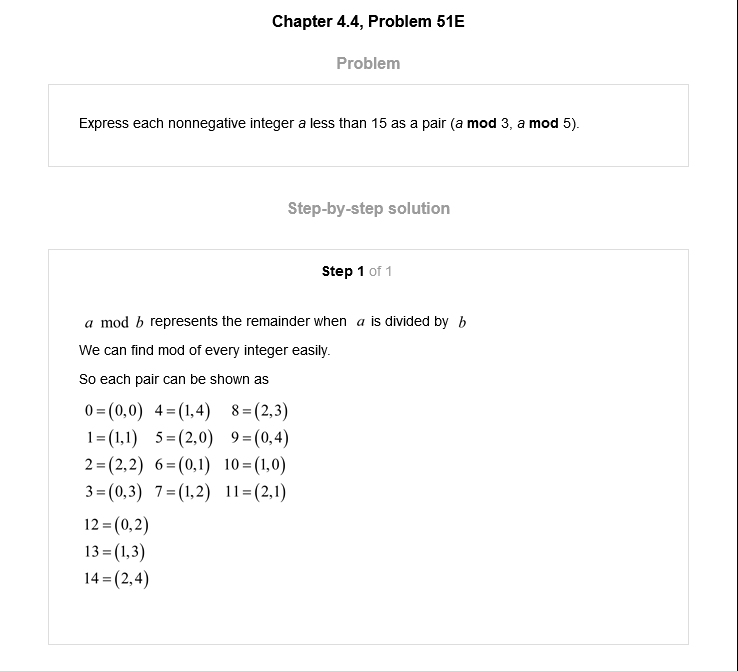 Chapter 4.4, Problem 51E
Problem
Express each nonnegative integer a less than 15 as a pair (a mod 3, a mod 5).
Step-by-step solution
Step 1 of 1
a mod b represents the remainder when a is divided by b
We can find mod of every integer easily.
So each pair can be shown as
0=(0,0) 4=(1,4) 8=(2,3)
1=(1,1) 5=(2,0) 9=(0,4)
2=(2,2) 6=(0,1) 10=(1,0)
3=(0,3) 7=(1,2) 11=(2,1)
12=(0,2)
13=(1,3)
14=(2,4)